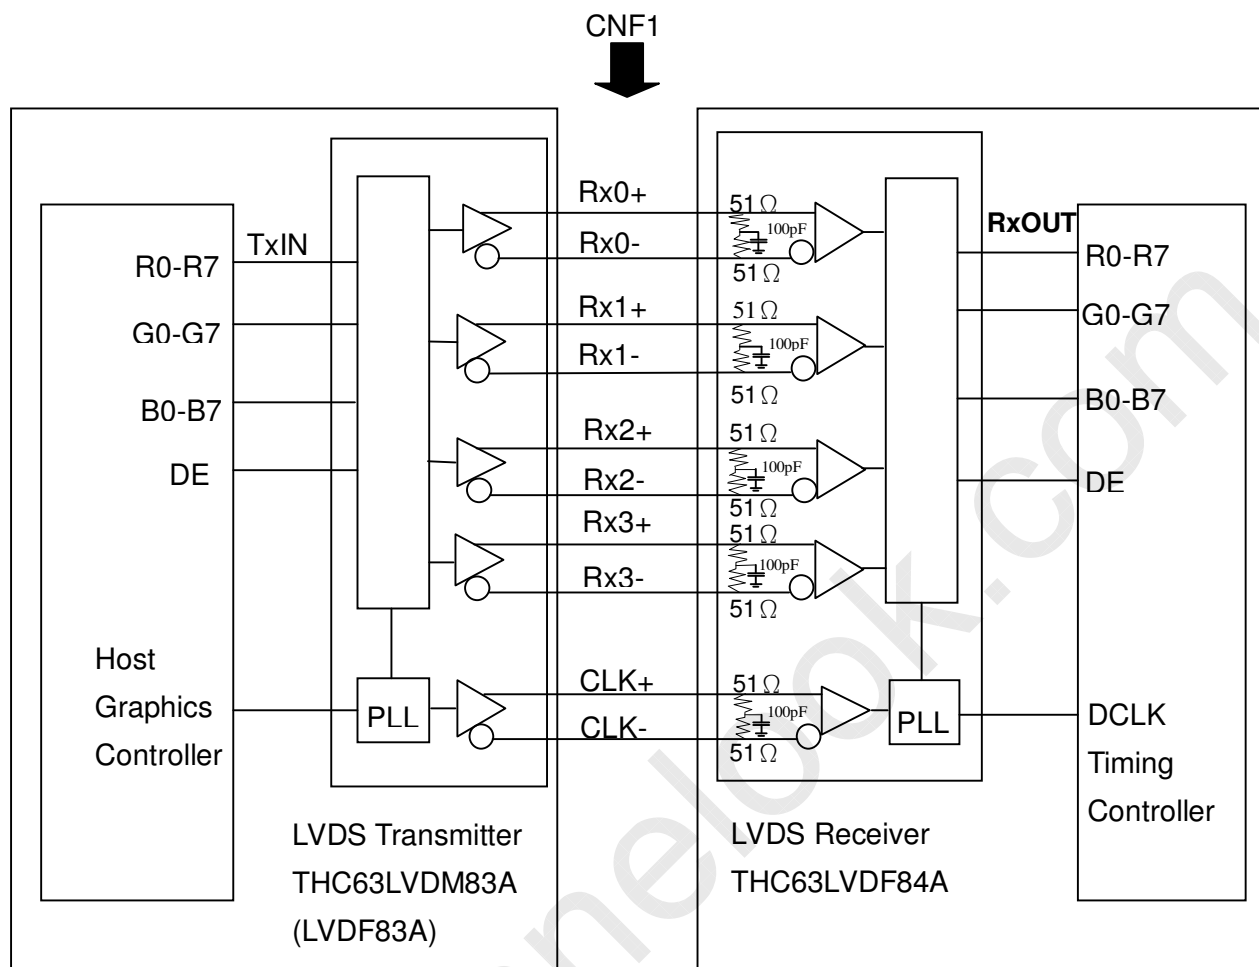 CNF1
TxIN
R0-R7
G0-G7
B0-B7
DE
Host
Graphics
Controller
PLL
LVDS Transmitter
THC63LVDM83A
(LVDF83A)
Rx0+
Rx0-
Rx1+
Rx1-
Rx2+
Rx2-
Rx3+
Rx3-
CLK+
CLK-
51Ω
100pF
51Ω
51Ω
100pF
51Ω
51Ω
100pF
51Ω
51Ω
100pF
51Ω
51Ω
100pF
51Ω
PLL
LVDS Receiver
THC63LVDF84A
RxOUT
R0-R7
G0-G7
B0-B7
DE
DCLK
Timing
Controller
nelook.com